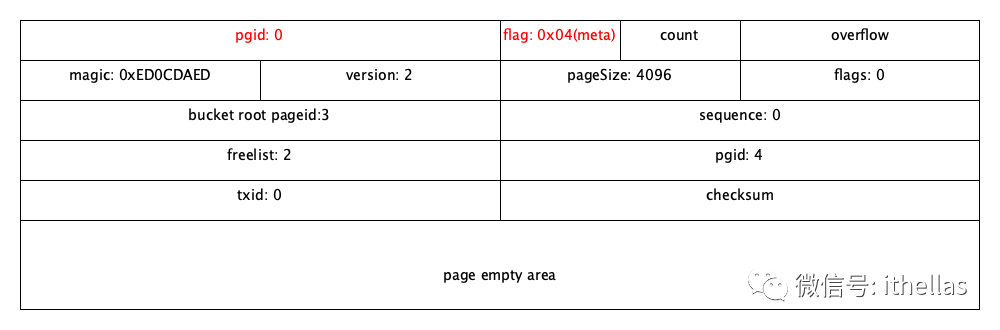 pgid: 0 flag: 0x04(meta) count overflow
magic: 0xED0CDAED version: 2 pageSize: 4096 flags: 0
bucket root pageid:3 sequence: 0
freelist: 2 pgid: 4
txid: 0 checksum
page empty area
微信号: ithellas